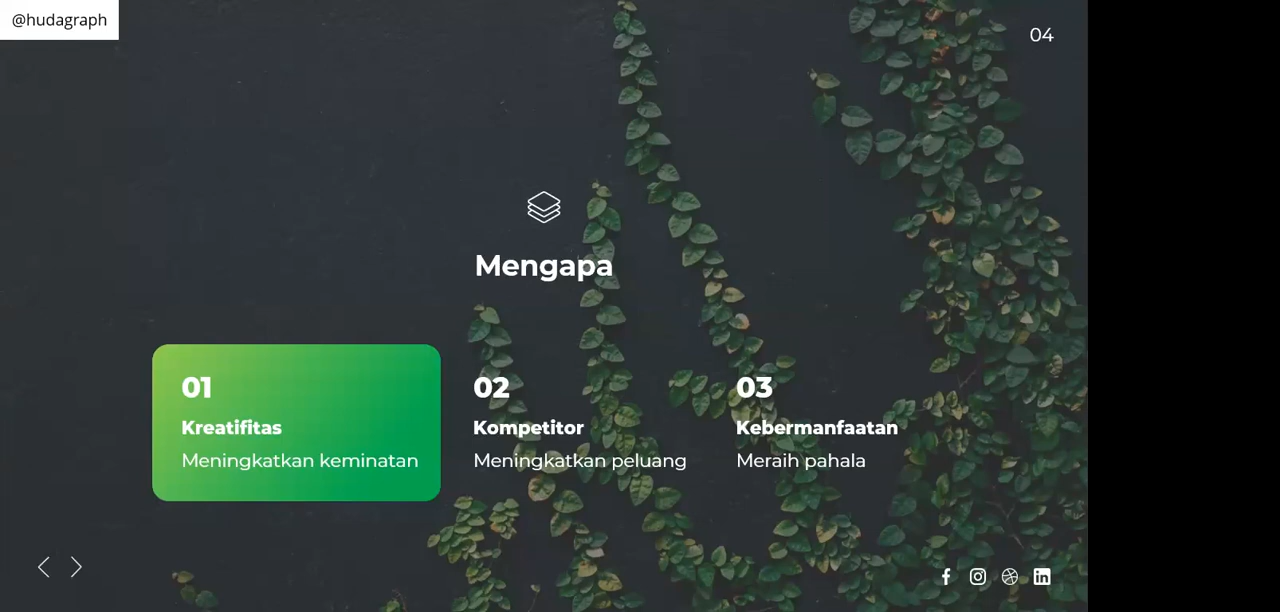 @hudagraph
04
Mengapa
01
Kreatifitas
Meningkatkan keminatan
02
Kompetitor
Meningkatkan peluang
03
Kebermanfaatan
Meraih pahala